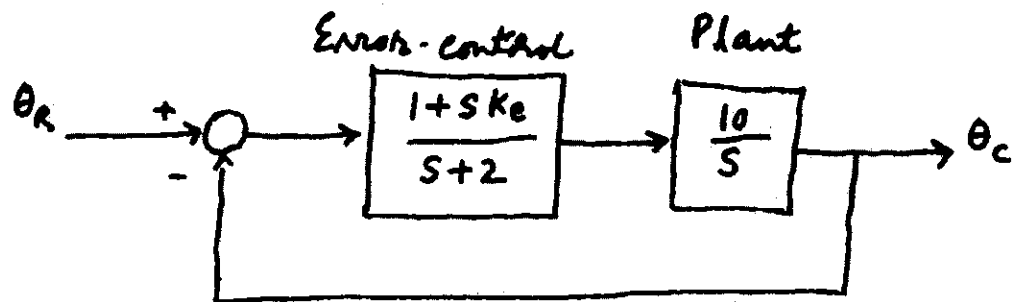 Error-control Plant
θR + 1 + S Ke 10 θC
- S + 2 S